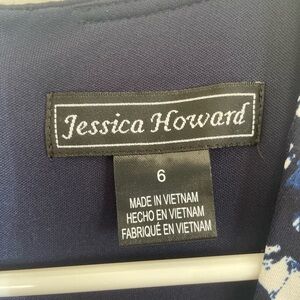 Jessica Howard
6
MADE IN VIETNAM
HECHO EN VIETNAM
FABRIQUÉ EN VIETNAM